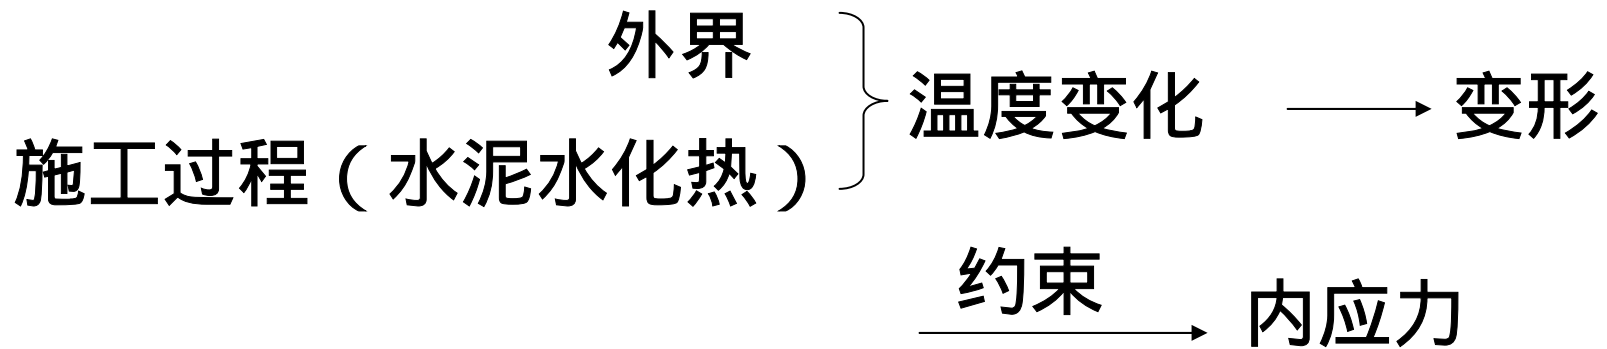 外界
施工过程（水泥水化热）
温度变化
变形
约束
内应力